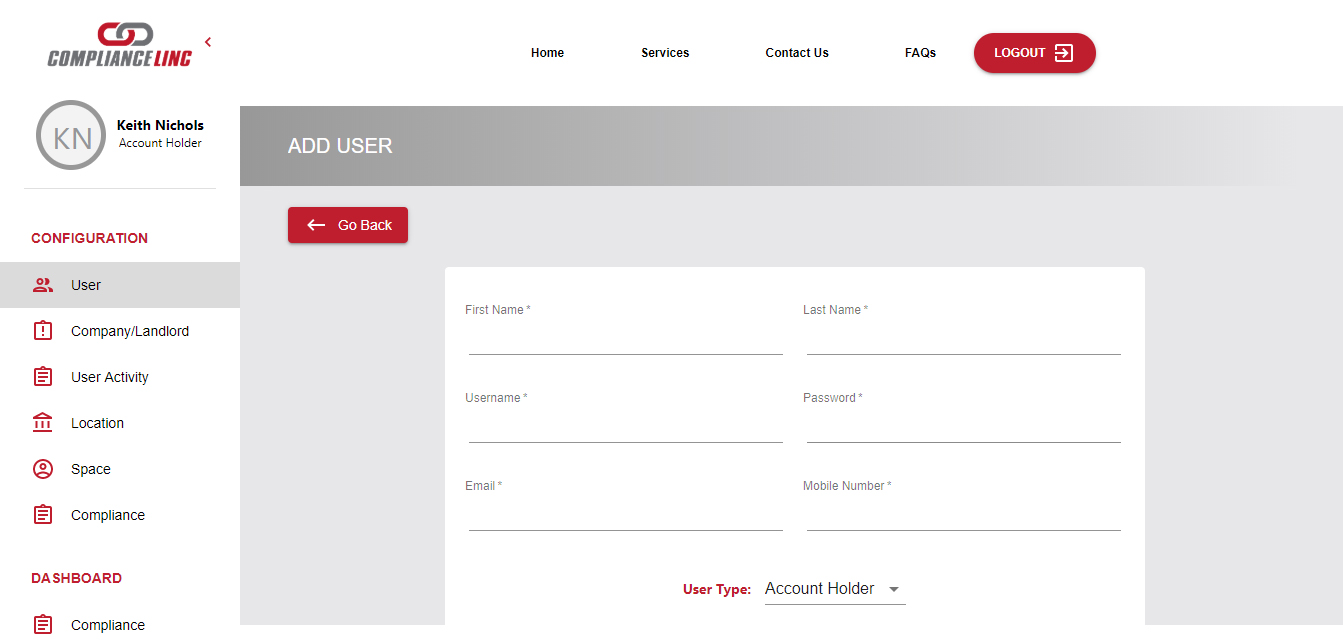 COMPLIANCELINC
Home Services Contact Us FAQs LOGOUT
KN
Keith Nichols
Account Holder
ADD USER
Go Back
CONFIGURATION
User
Company/Landlord
User Activity
Location
Space
Compliance
DASHBOARD
Compliance
First Name * Last Name *
Username * Password *
Email * Mobile Number *
User Type: Account Holder